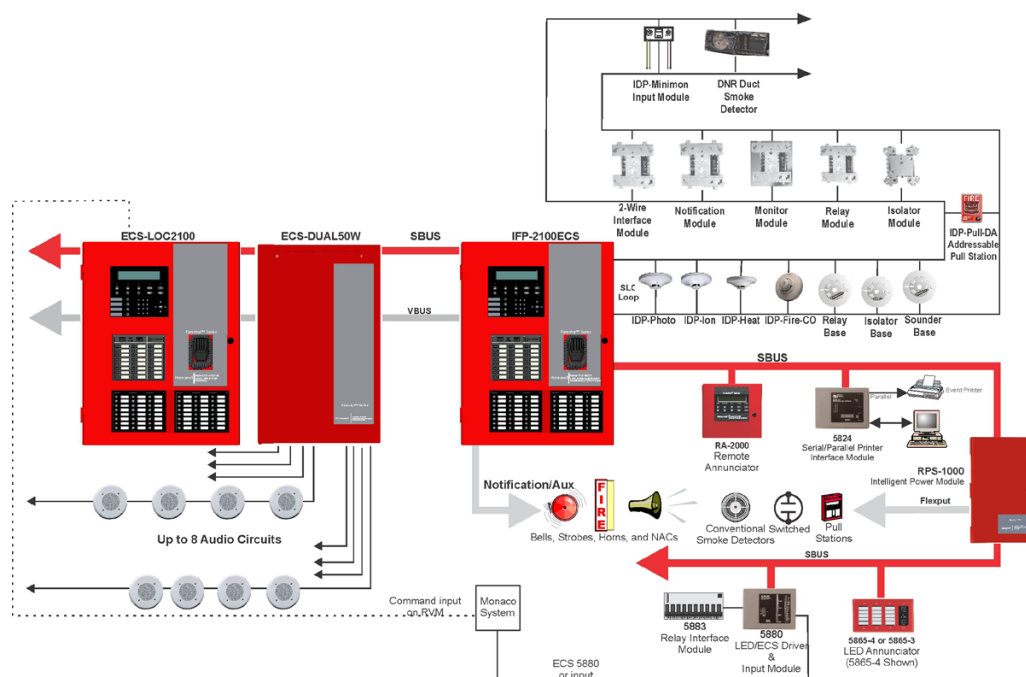 IDP-Minimon
Input Module
DNR Duct
Smoke
Detector
2-Wire
Interface
Module
Notification
Module
Monitor
Module
Relay
Module
Isolator
Module
FIRE
IDP-Pull-DA
Addressable
Pull Station
ECS-LOC2100
ECS-DUAL50W
SBUS
IFP-2100ECS
VBUS
SLC
Loop
IDP-Photo
IDP-Ion
IDP-Heat
IDP-Fire-CO
Relay
Base
Isolator
Base
Sounder
Base
SBUS
RA-2000
Remote
Annunciator
5824
Serial/Parallel Printer
Interface Module
Parallel
Event Printer
RPS-1000
Intelligent Power Module
Flexput
Notification/Aux
FIRE
Bells, Strobes, Horns, and NACs
Conventional
Smoke Detectors
Switched
Pull
Stations
SBUS
Up to 8 Audio Circuits
Command input
on RVM
Monaco
System
5883
Relay Interface
Module
5880
LED/ECS Driver
&
Input Module
5865-4 or 5865-3
LED Annunciator
(5865-4 Shown)
ECS 5880
or input